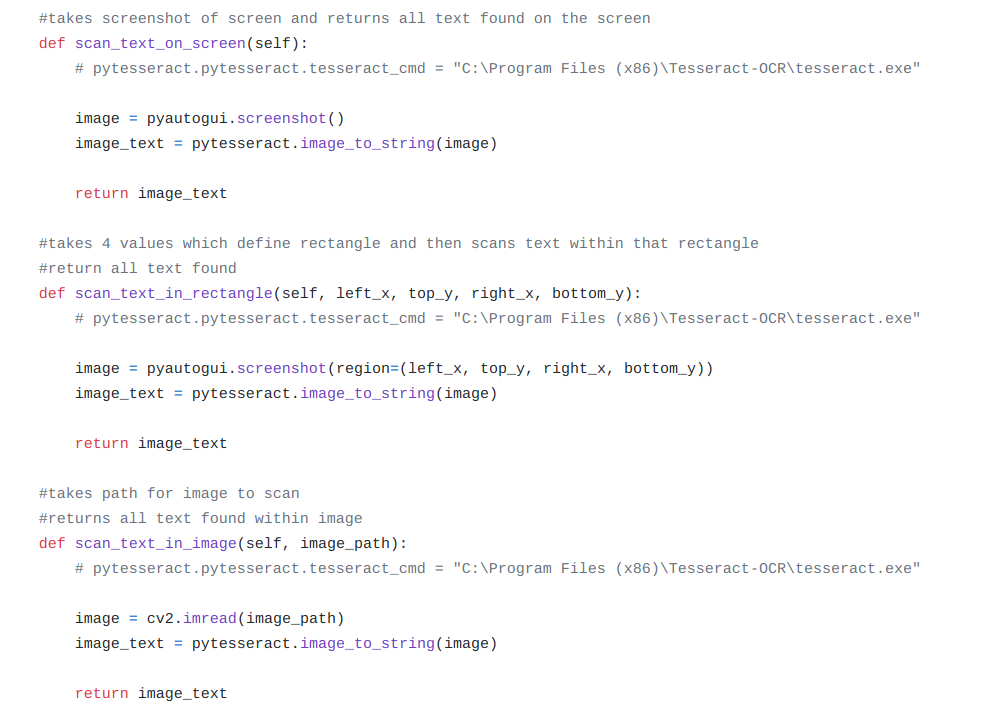 #takes screenshot of screen and returns all text found on the screen
def scan_text_on_screen(self):
    # pytesseract.pytesseract.tesseract_cmd = "C:\Program Files (x86)\Tesseract-OCR\tesseract.exe"
    image = pyautogui.screenshot()
    image_text = pytesseract.image_to_string(image)
    return image_text
#takes 4 values which define rectangle and then scans text within that rectangle
#return all text found
def scan_text_in_rectangle(self, left_x, top_y, right_x, bottom_y):
    # pytesseract.pytesseract.tesseract_cmd = "C:\Program Files (x86)\Tesseract-OCR\tesseract.exe"
    image = pyautogui.screenshot(region=(left_x, top_y, right_x, bottom_y))
    image_text = pytesseract.image_to_string(image)
    return image_text
#takes path for image to scan
#returns all text found within image
def scan_text_in_image(self, image_path):
    # pytesseract.pytesseract.tesseract_cmd = "C:\Program Files (x86)\Tesseract-OCR\tesseract.exe"
    image = cv2.imread(image_path)
    image_text = pytesseract.image_to_string(image)
    return image_text